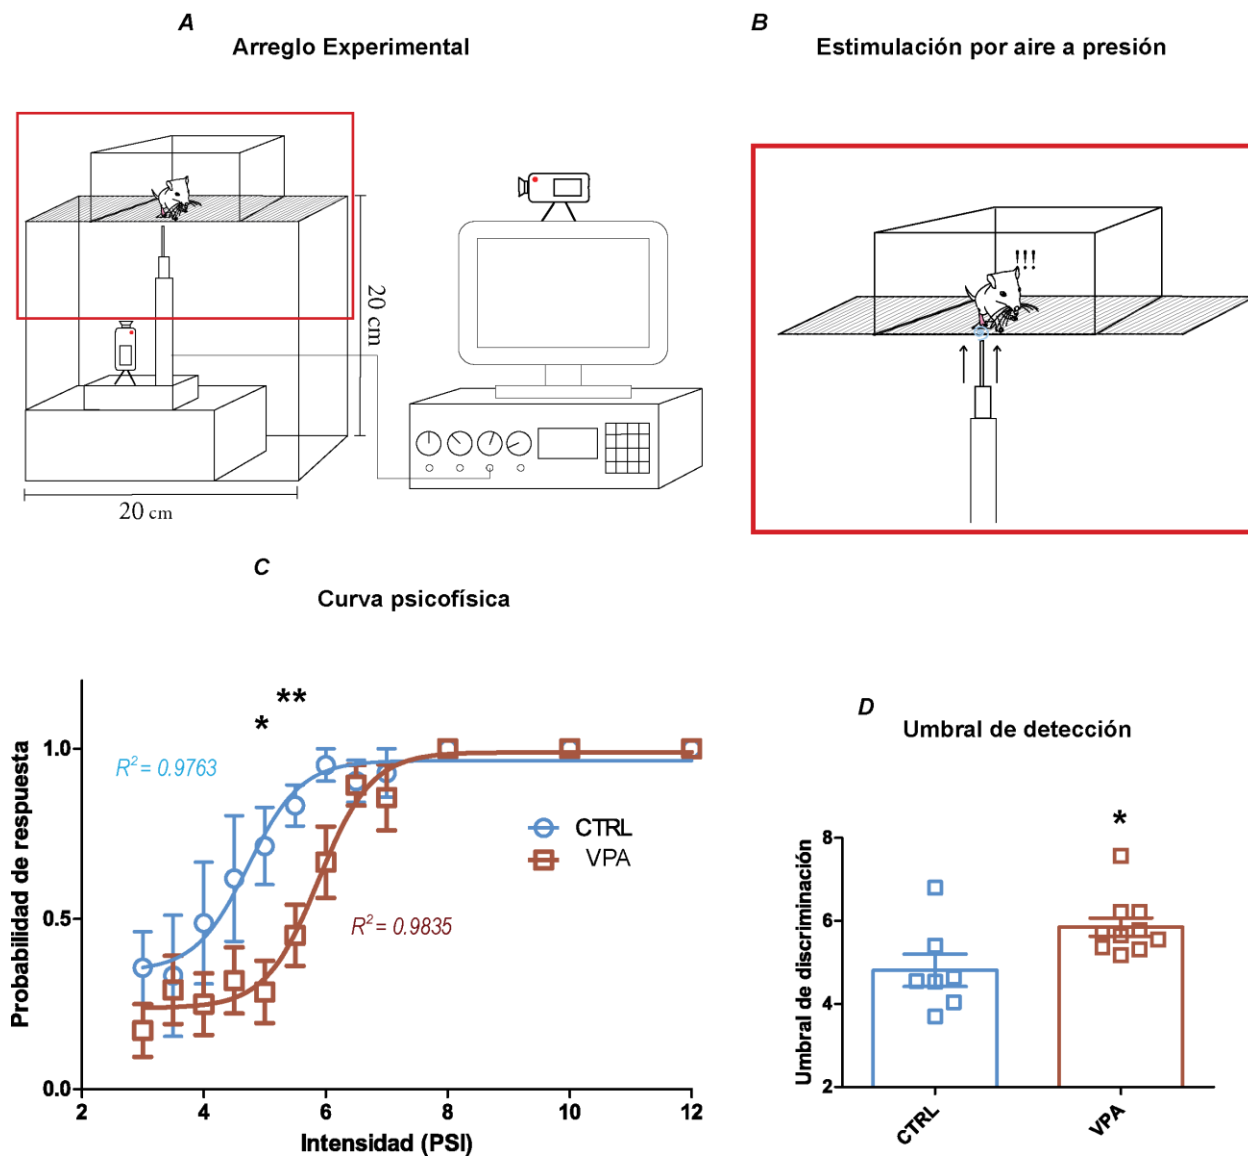 A
Arreglo Experimental
B
Estimulación por aire a presión
20 cm
20 cm
!!!
C
Curva psicofísica
Probabilidad de respuesta
1.0
0.5
0.0
*
**
R² = 0.9763
R² = 0.9835
CTRL
VPA
2
4
6
8
10
12
Intensidad (PSI)
D
Umbral de detección
Umbral de discriminación
8
6
4
2
*
CTRL
VPA